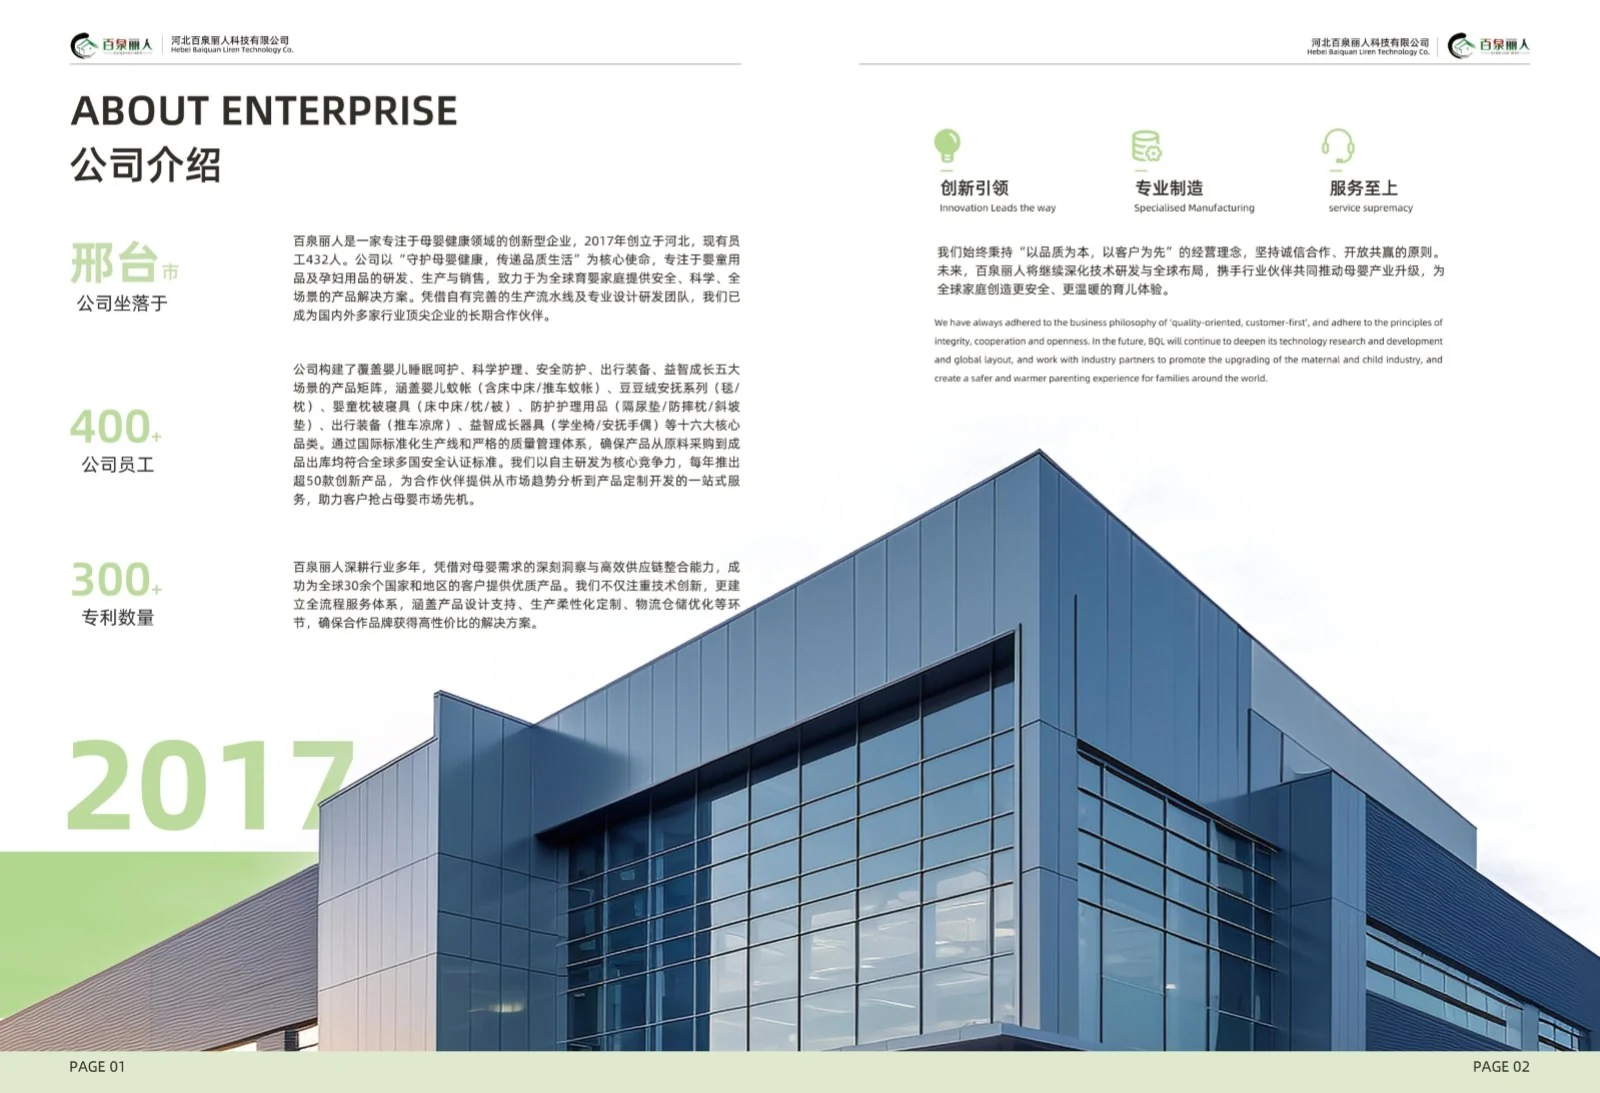 百泉丽人
河北百泉丽人科技有限公司
Hebei Baiquan Liren Technology Co.
ABOUT ENTERPRISE
公司介绍
邢台市
公司坐落于
百泉丽人是一家专注于母婴健康领域的创新型企业，2017年创立于河北，现有员
工432人。公司以“守护母婴健康，传递品质生活”为核心使命，专注于婴童用
品及孕妇用品的研发、生产与销售，致力于为全球育婴家庭提供安全、科学、全
场景的产品解决方案。凭借自有完善的生产流水线及专业设计研发团队，我们已
成为国内外多家行业顶尖企业的长期合作伙伴。
400+
公司员工
公司构建了覆盖婴儿睡眠呵护、科学护理、安全防护、出行装备、益智成长五大
场景的产品矩阵，涵盖婴儿蚊帐（含床中床/推车蚊帐）、豆豆绒安抚系列（毯/
枕）、婴童枕被寝具（床中床/枕/被）、防护护理用品（隔尿垫/防摔枕/斜坡
垫）、出行装备（推车凉席）、益智成长器具（学坐椅/安抚手偶）等十六大核心
品类。通过国际标准化生产线和严格的质量管理体系，确保产品从原料采购到成
品出库均符合全球多国安全认证标准。我们以自主研发为核心竞争力，每年推出
超50款创新产品，为合作伙伴提供从市场趋势分析到产品定制开发的一站式服
务，助力客户抢占母婴市场先机。
300+
专利数量
百泉丽人深耕行业多年，凭借对母婴需求的深刻洞察与高效供应链整合能力，成
功为全球30余个国家和地区的客户提供优质产品。我们不仅注重技术创新，更建
立全流程服务体系，涵盖产品设计支持、生产柔性化定制、物流仓储优化等环
节，确保合作品牌获得高性价比的解决方案。
2017
PAGE 01
河北百泉丽人科技有限公司
Hebei Baiquan Liren Technology Co.
百泉丽人
创新引领
Innovation Leads the way
专业制造
Specialised Manufacturing
服务至上
service supremacy
我们始终秉持“以品质为本，以客户为先”的经营理念，坚持诚信合作、开放共赢的原则。
未来，百泉丽人将继续深化技术研发与全球布局，携手行业伙伴共同推动母婴产业升级，为
全球家庭创造更安全、更温暖的育儿体验。
We have always adhered to the business philosophy of 'quality-oriented, customer-first', and adhere to the principles of
integrity, cooperation and openness. In the future, BQL will continue to deepen its technology research and development
and global layout, and work with industry partners to promote the upgrading of the maternal and child industry, and
create a safer and warmer parenting experience for families around the world.
PAGE 02